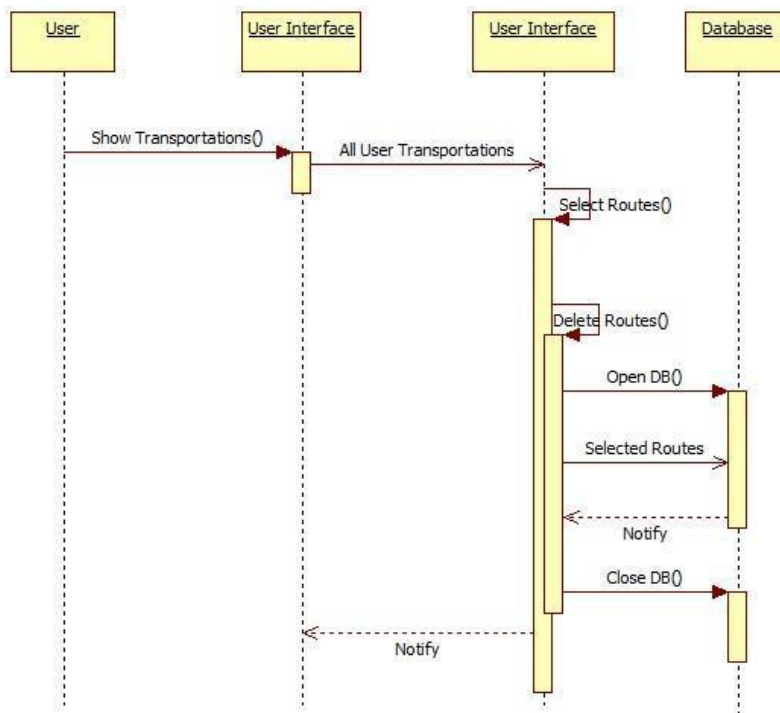 User
User Interface
User Interface
Database
Show Transportations()
All User Transportations
Select Routes()
Delete Routes()
Open DB()
Selected Routes
Notify
Close DB()
Notify